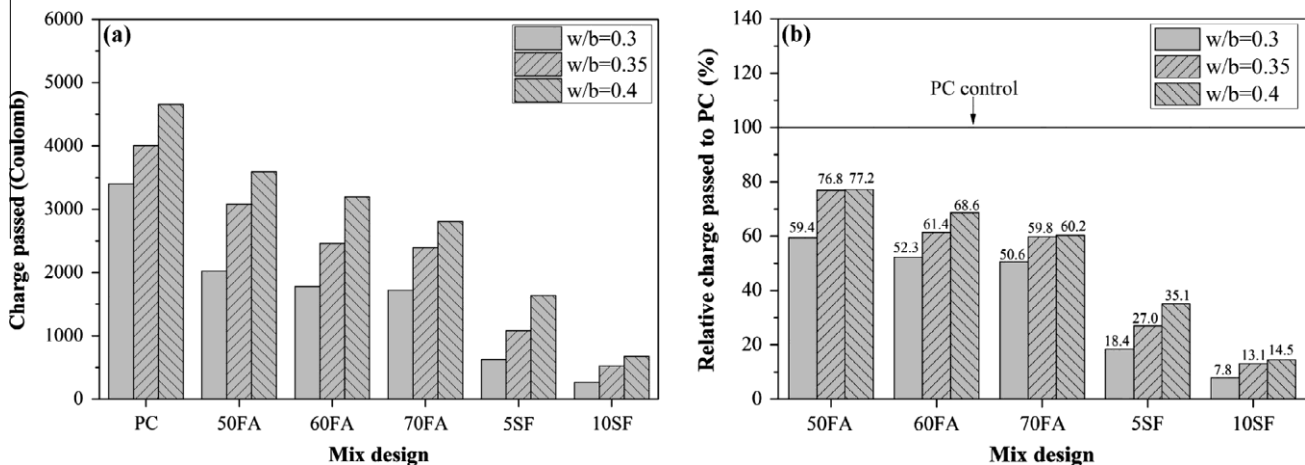 (a)
w/b=0.3
w/b=0.35
w/b=0.4
Charge passed (Coulomb)
6000
5000
4000
3000
2000
1000
0
PC 50FA 60FA 70FA 5SF 10SF
Mix design
(b)
w/b=0.3
w/b=0.35
w/b=0.4
Relative charge passed to PC (%)
140
120
100
80
60
40
20
0
PC control
59.4 76.8 77.2
52.3 61.4 68.6
50.6 59.8 60.2
18.4 27.0 35.1
7.8 13.1 14.5
50FA 60FA 70FA 5SF 10SF
Mix design